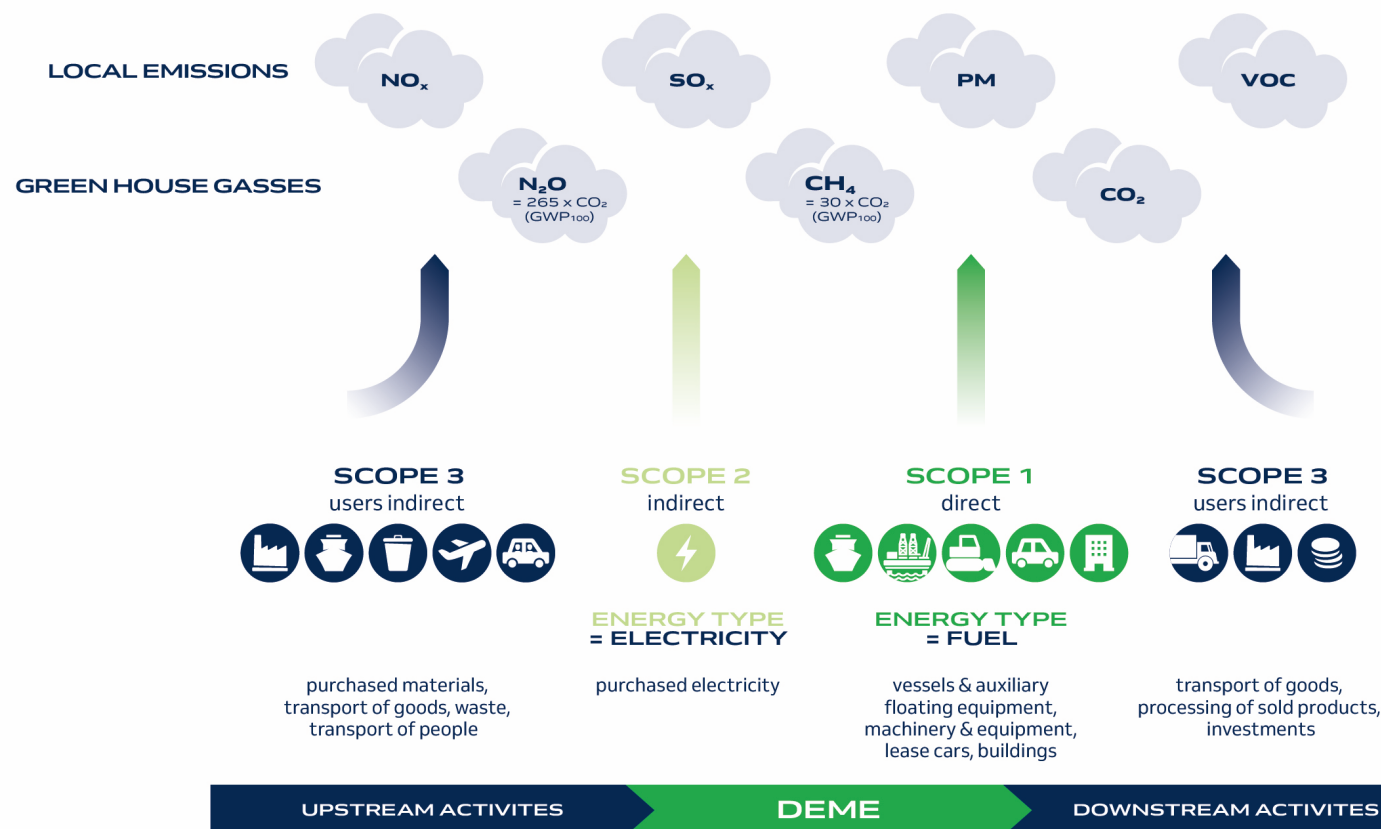 LOCAL EMISSIONS
NOₓ
SOₓ
PM
VOC
GREEN HOUSE GASSES
N₂O
= 265 x CO₂
(GWP₁₀₀)
CH₄
= 30 x CO₂
(GWP₁₀₀)
CO₂
SCOPE 3
users indirect
SCOPE 2
indirect
SCOPE 1
direct
SCOPE 3
users indirect
ENERGY TYPE
= ELECTRICITY
ENERGY TYPE
= FUEL
purchased materials,
transport of goods, waste,
transport of people
purchased electricity
vessels & auxiliary
floating equipment,
machinery & equipment,
lease cars, buildings
transport of goods,
processing of sold products,
investments
UPSTREAM ACTIVITES
DEME
DOWNSTREAM ACTIVITES